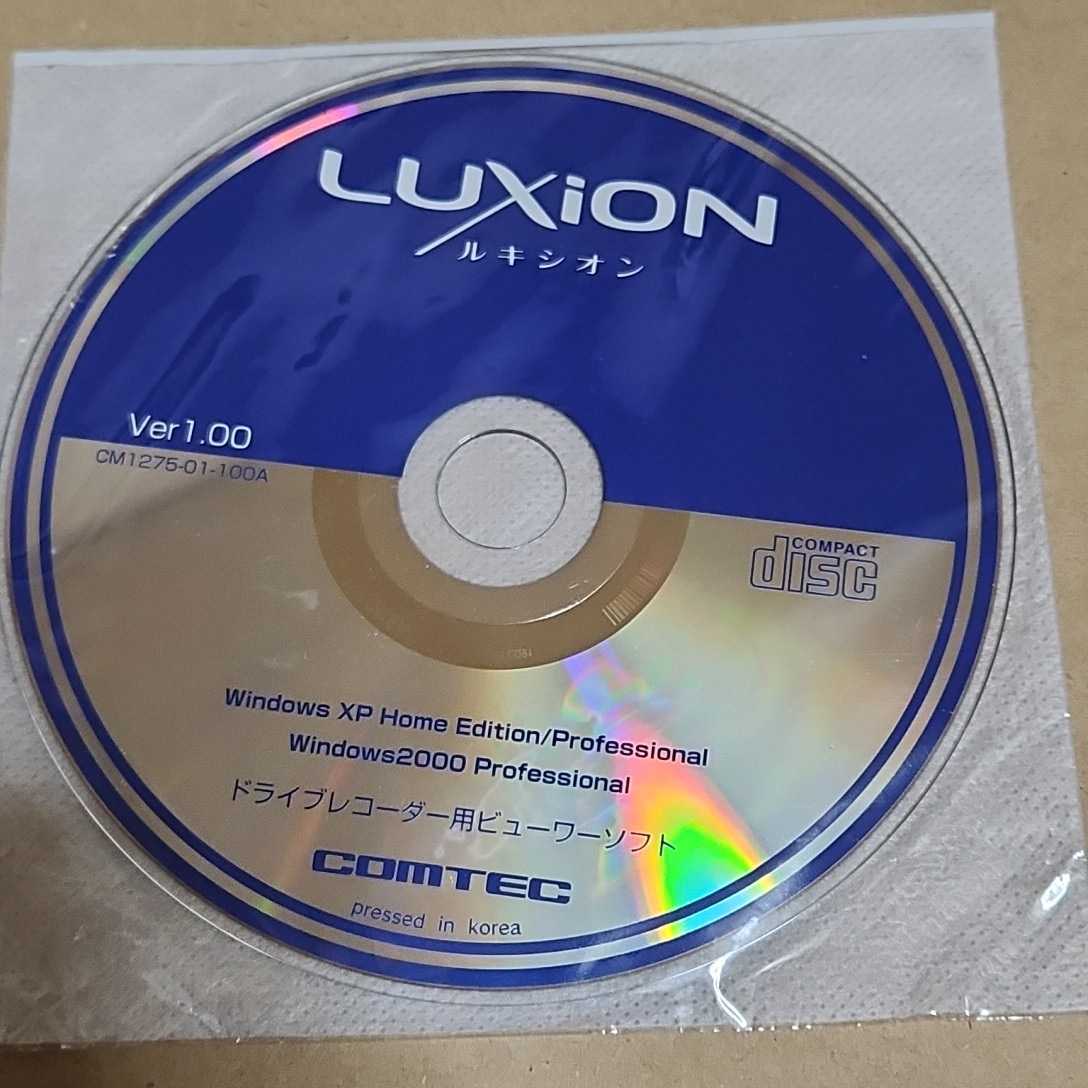 LUXiON
ルキシオン
Ver1.00
CM1275-01-100A
COMPACT
disc
Windows XP Home Edition/Professional
Windows2000 Professional
ドライブレコーダー用ビューワーソフト
COMTEC
pressed in korea